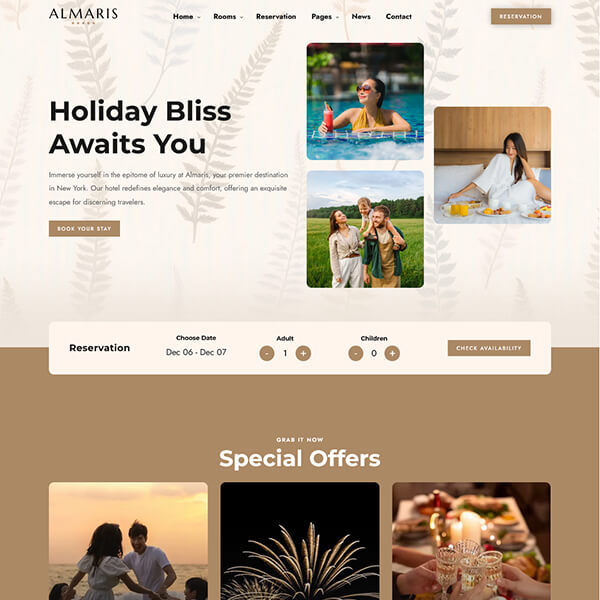 ALMARIS
Home Rooms Reservation Pages News Contact
RESERVATION
Holiday Bliss
Awaits You
Immerse yourself in the epitome of luxury at Almaris, your premier destination
in New York. Our hotel redefines elegance and comfort, offering an exquisite
escape for discerning travelers.
BOOK YOUR STAY
Reservation
Choose Date
Dec 06 - Dec 07
Adult
- 1 +
Children
- 0 +
CHECK AVAILABILITY
GRAB IT NOW
Special Offers